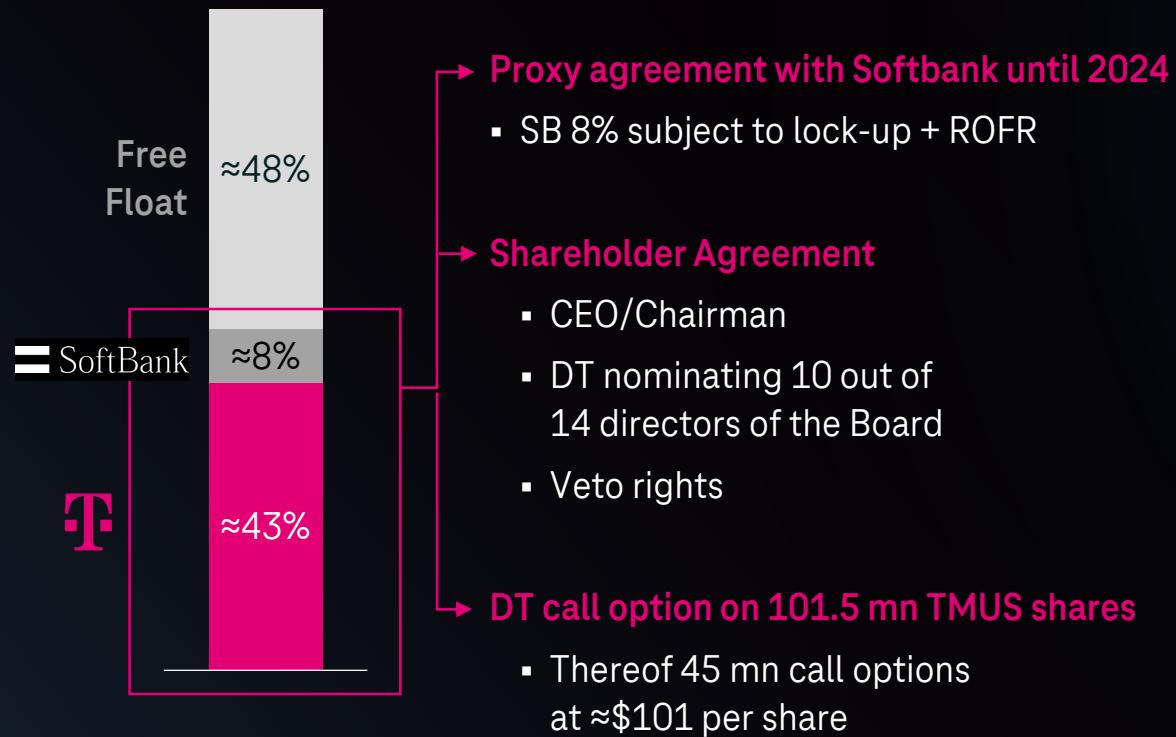 Free
Float
≈48%
SoftBank
≈8%
T
≈43%
Proxy agreement with Softbank until 2024
▪ SB 8% subject to lock-up + ROFR
Shareholder Agreement
▪ CEO/Chairman
▪ DT nominating 10 out of
14 directors of the Board
▪ Veto rights
DT call option on 101.5 mn TMUS shares
▪ Thereof 45 mn call options
at ≈$101 per share